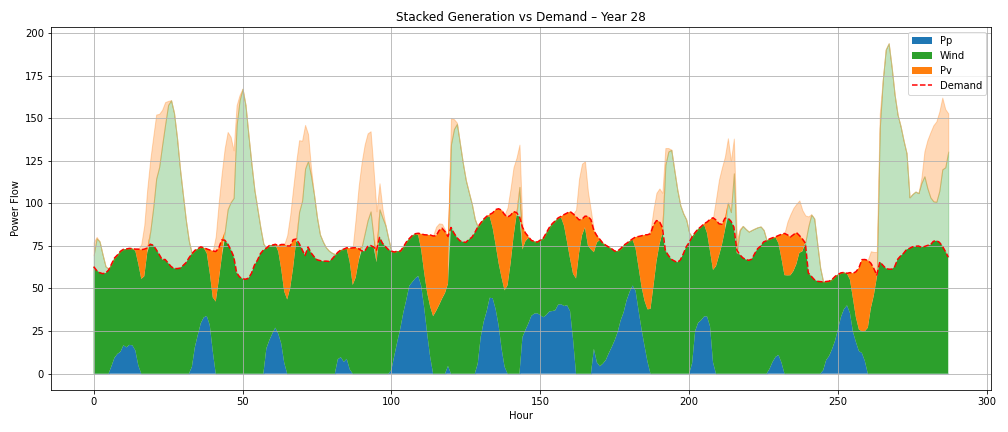 Stacked Generation vs Demand – Year 28
Power Flow
200
175
150
125
100
75
50
25
0
0 50 100 150 200 250 300
Hour
Pp
Wind
Pv
Demand